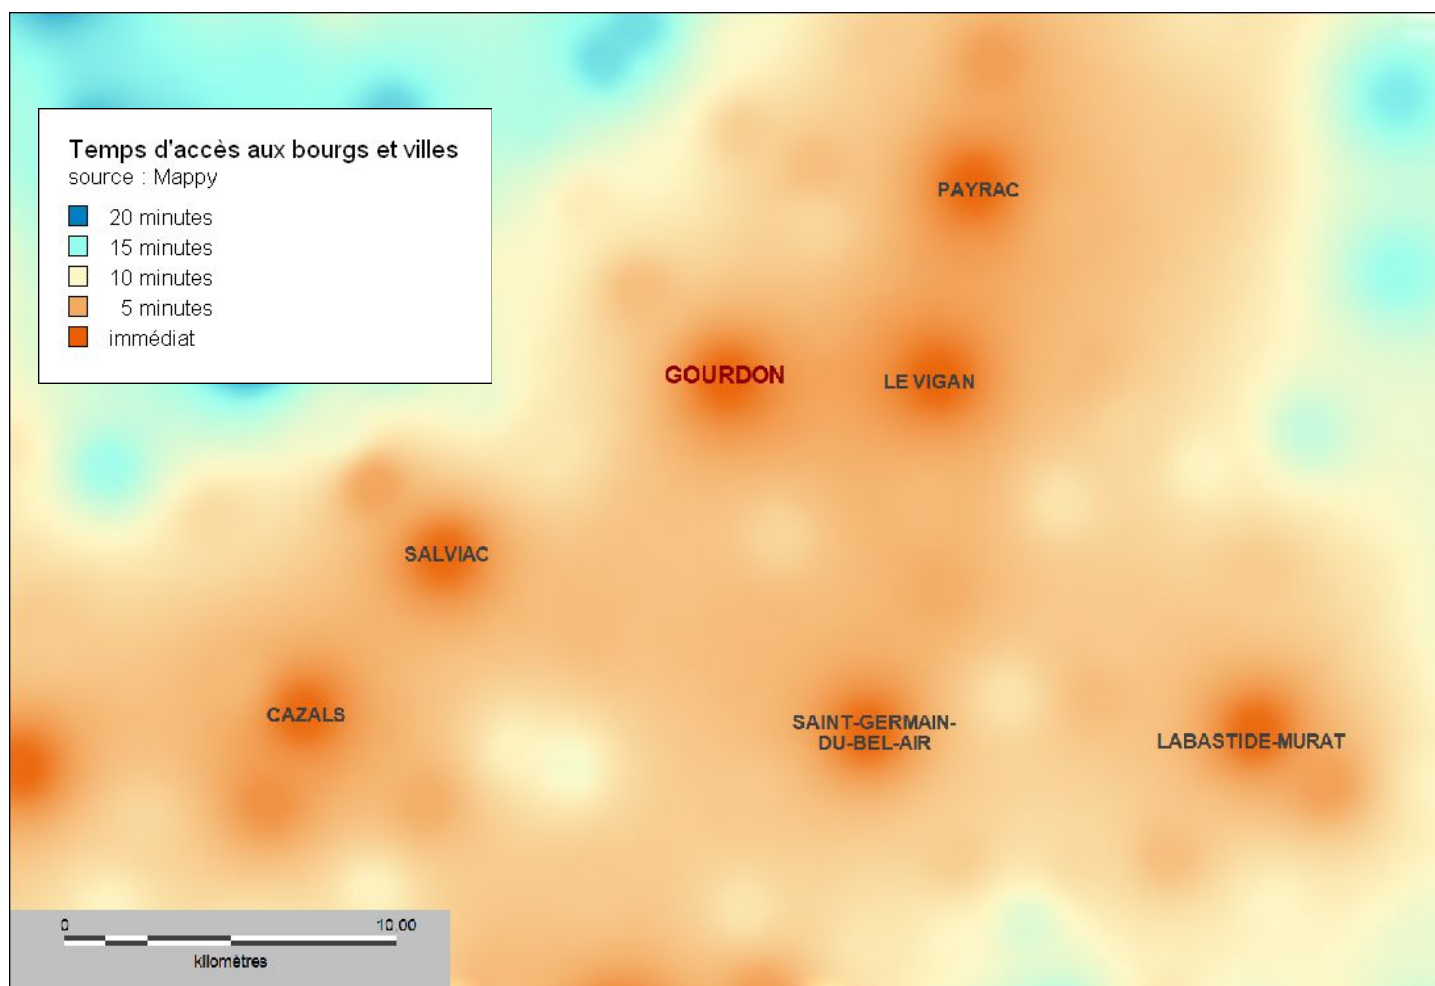 Temps d'accès aux bourgs et villes
source : Mappy
20 minutes
15 minutes
10 minutes
5 minutes
immédiat
PAYRAC
GOURDON
LE VIGAN
SALVIAC
CAZALS
SAINT-GERMAIN-
DU-BEL-AIR
LABASTIDE-MURAT
0 10.00
kilomètres